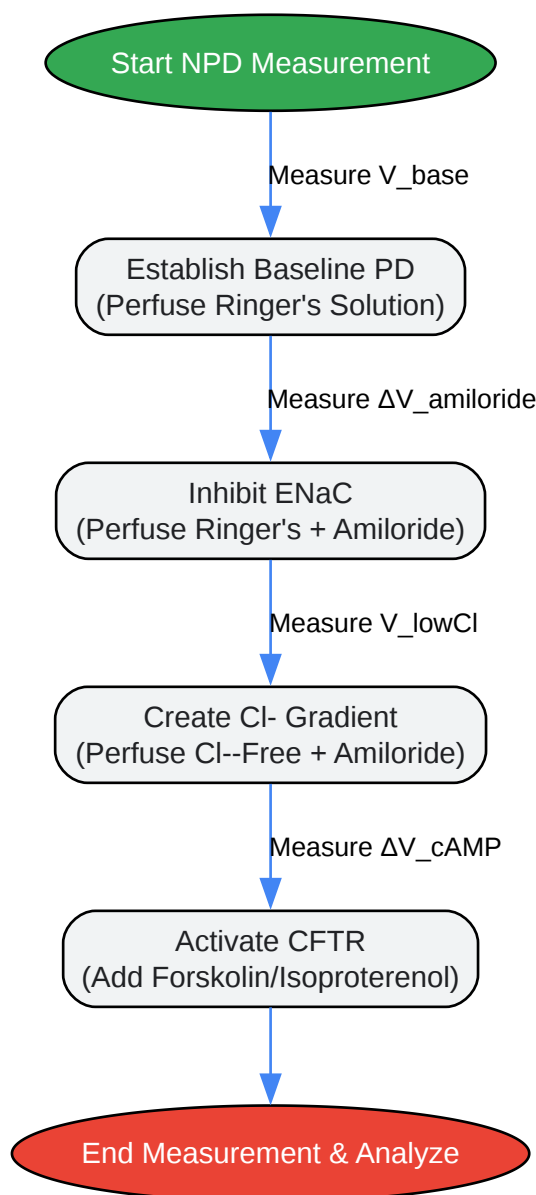 Start NPD Measurement
Measure V_base
Establish Baseline PD
(Perfuse Ringer's Solution)
Measure ΔV_amiloride
Inhibit ENaC
(Perfuse Ringer's + Amiloride)
Measure V_lowCl
Create Cl- Gradient
(Perfuse Cl--Free + Amiloride)
Measure ΔV_cAMP
Activate CFTR
(Add Forskolin/Isoproterenol)
End Measurement & Analyze